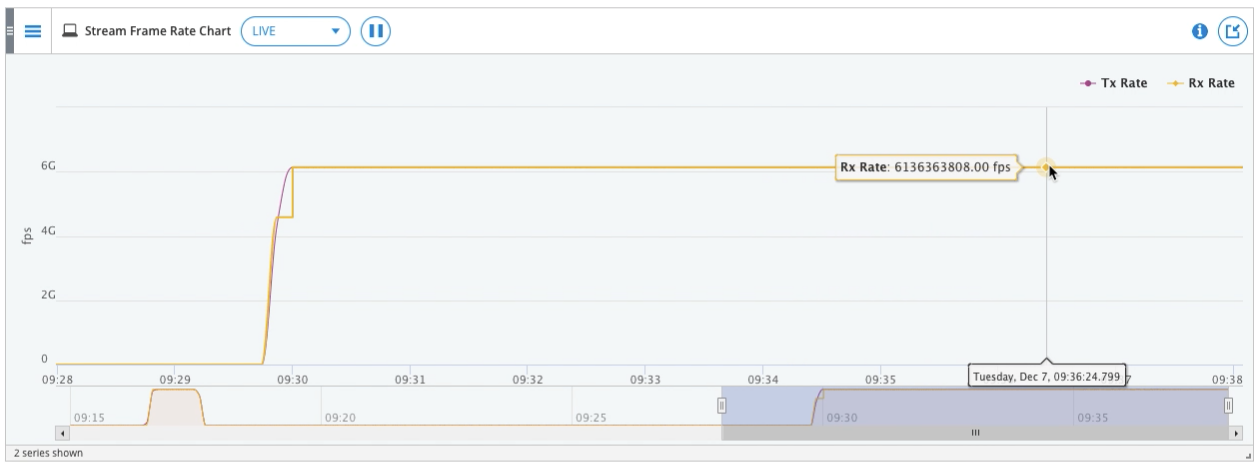 Stream Frame Rate Chart LIVE
Tx Rate Rx Rate
6G
Rx Rate: 6136363808.00 fps
4G
fps
2G
0
09:28 09:29 09:30 09:31 09:32 09:33 09:34 09:35 09:38
Tuesday, Dec 7, 09:36:24.799
09:15 09:20 09:25 09:30 09:35
2 series shown